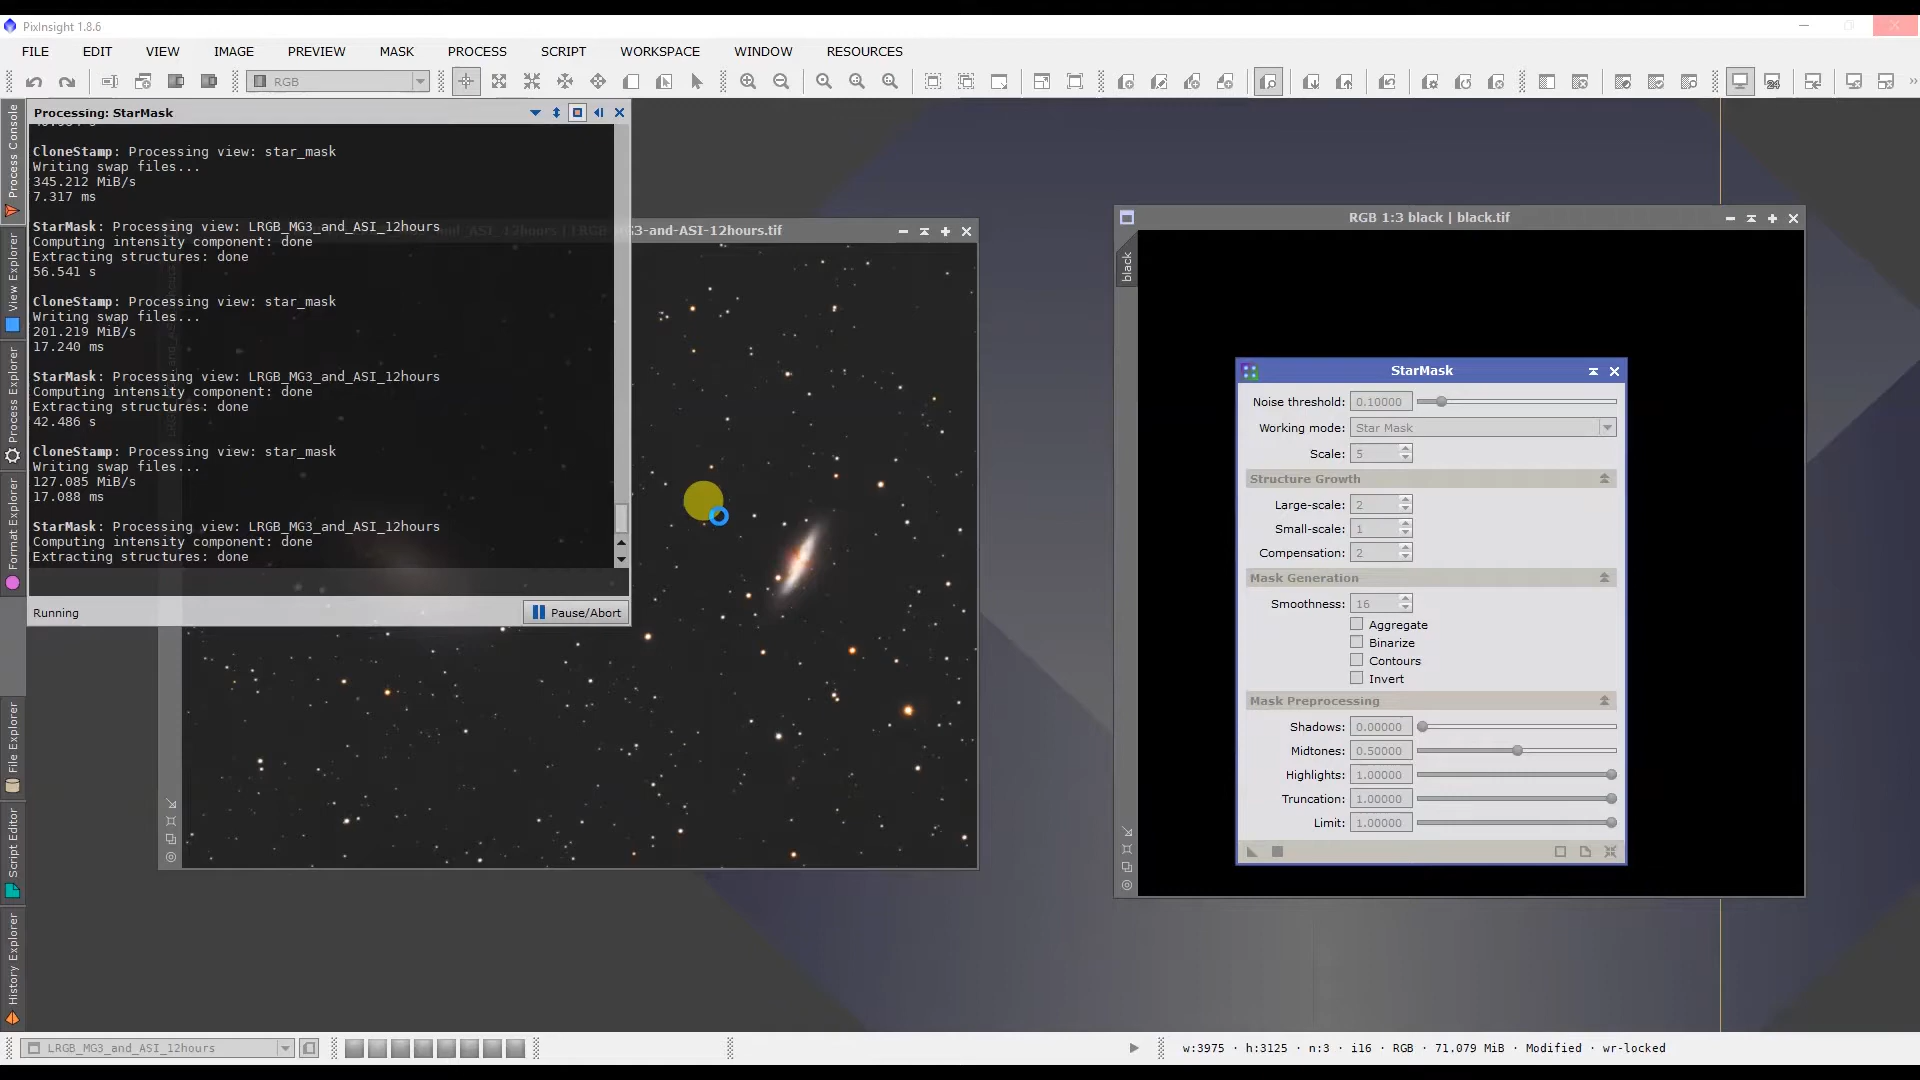 PixInsight 1.8.6
FILE EDIT VIEW IMAGE PREVIEW MASK PROCESS SCRIPT WORKSPACE WINDOW RESOURCES
RGB
Process Console
View Explorer
Process Explorer
Format Explorer
File Explorer
Script Editor
History Explorer
Processing: StarMask
CloneStamp: Processing view: star_mask
Writing swap files...
345.212 MiB/s
7.317 ms
StarMask: Processing view: LRGB_MG3_and_ASI_12hours
Computing intensity component: done
Extracting structures: done
56.541 s
CloneStamp: Processing view: star_mask
Writing swap files...
201.219 MiB/s
17.240 ms
StarMask: Processing view: LRGB_MG3_and_ASI_12hours
Computing intensity component: done
Extracting structures: done
42.486 s
CloneStamp: Processing view: star_mask
Writing swap files...
127.085 MiB/s
17.088 ms
StarMask: Processing view: LRGB_MG3_and_ASI_12hours
Computing intensity component: done
Extracting structures: done
Running
Pause/Abort
G3-and-ASI-12hours.tif
RGB 1:3 black | black.tif
black
StarMask
Noise threshold: 0.10000
Working mode: Star Mask
Scale: 5
Structure Growth
Large-scale: 2
Small-scale: 1
Compensation: 2
Mask Generation
Smoothness: 16
Aggregate
Binarize
Contours
Invert
Mask Preprocessing
Shadows: 0.00000
Midtones: 0.50000
Highlights: 1.00000
Truncation: 1.00000
Limit: 1.00000
LRGB_MG3_and_ASI_12hours
w:3975 · h:3125 · n:3 · i16 · RGB · 71.079 MiB · Modified · wr-locked